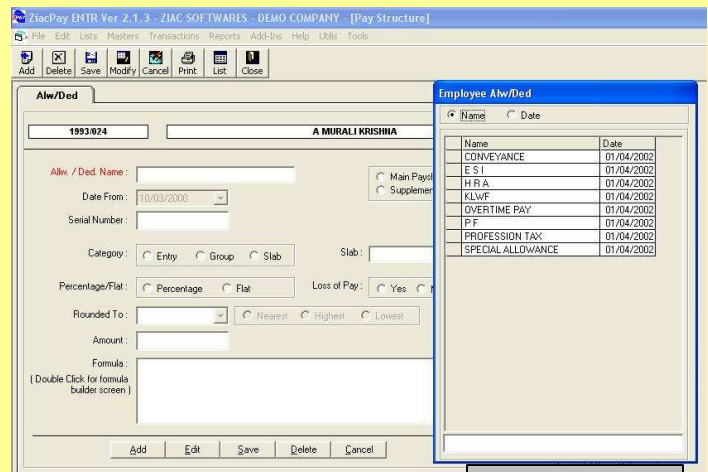 ZiacPay ENTR Ver 2.1.3 - ZIAC SOFTWARES - DEMO COMPANY - [Pay Structure]
File Edit Lists Masters Transactions Reports Add-Ins Help Utilis Tools
Add Delete Save Modify Cancel Print List Close
Alw/Ded
1993/024 A MURALI KRISHNA
Allw. / Ded. Name :
Main Paysl
Supplemen
Date From : 10/03/2000
Serial Number :
Category : Entry Group Slab Slab :
Percentage/Flat : Percentage Flat Loss of Pay : Yes
Rounded To : Nearest Highest Lowest
Amount :
Formula :
( Double Click for formula
builder screen )
Add Edit Save Delete Cancel
Employee Alw/Ded
Name Date
Name Date
CONVEYANCE 01/04/2002
E S I 01/04/2002
H R A 01/04/2002
KLWF 01/04/2002
OVERTIME PAY 01/04/2002
P F 01/04/2002
PROFESSION TAX 01/04/2002
SPECIAL ALLOWANCE 01/04/2002